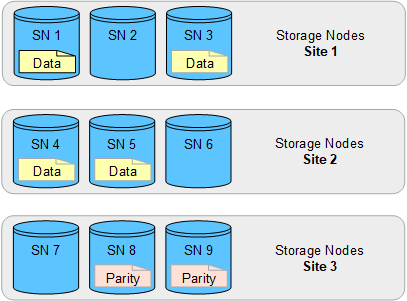 SN 1 SN 2 SN 3
Data Data
Storage Nodes
Site 1
SN 4 SN 5 SN 6
Data Data
Storage Nodes
Site 2
SN 7 SN 8 SN 9
Parity Parity
Storage Nodes
Site 3